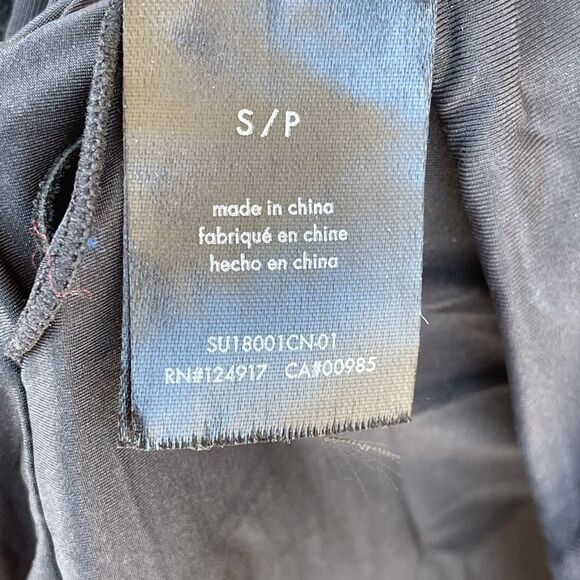 S/P
made in china
fabriqué en chine
hecho en china
SU18001CN-01
RN#124917 CA#00985